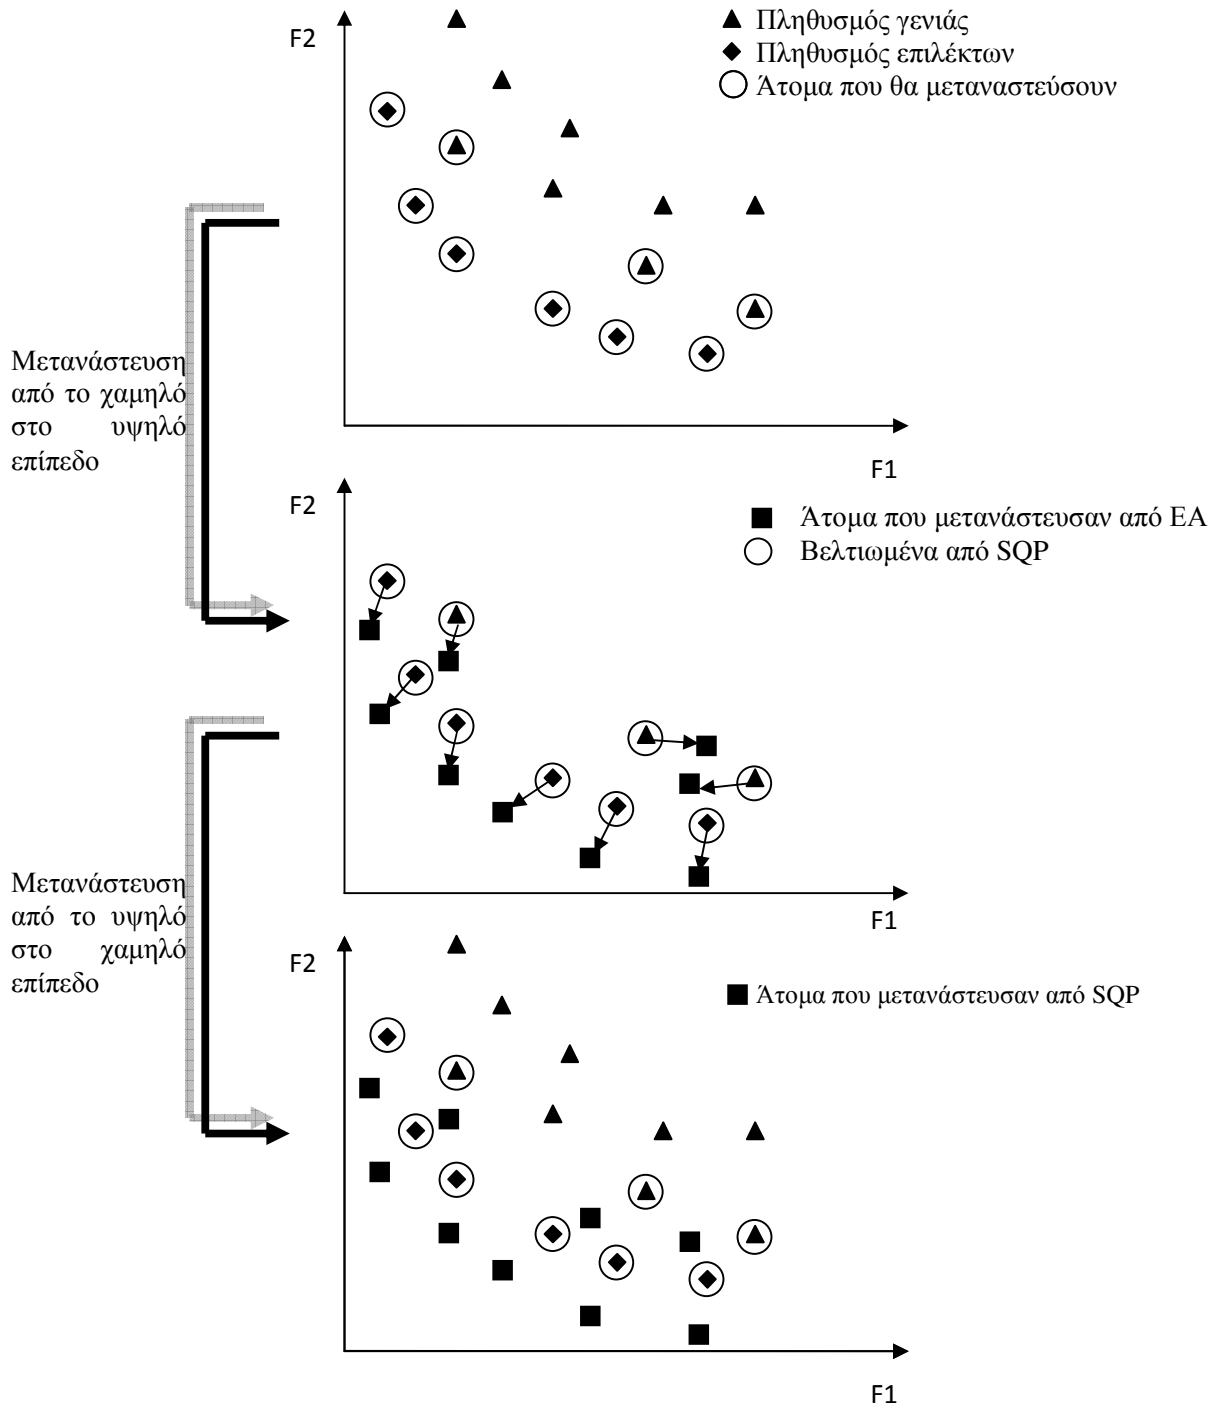 F2
Πληθυσμός γενιάς
Πληθυσμός επιλέκτων
Άτομα που θα μεταναστεύσουν
Μετανάστευση
από το χαμηλό
στο υψηλό
επίπεδο
F1
F2
Άτομα που μετανάστευσαν από ΕΑ
Βελτιωμένα από SQP
Μετανάστευση
από το υψηλό
στο χαμηλό
επίπεδο
F1
F2
Άτομα που μετανάστευσαν από SQP
F1